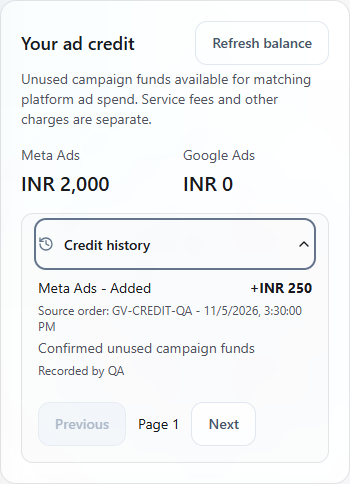 Your ad credit
Refresh balance
Unused campaign funds available for matching
platform ad spend. Service fees and other
charges are separate.
Meta Ads
Google Ads
INR 2,000
INR 0
Credit history
Meta Ads - Added
+INR 250
Source order: GV-CREDIT-QA - 11/5/2026, 3:30:00
PM
Confirmed unused campaign funds
Recorded by QA
Previous
Page 1
Next